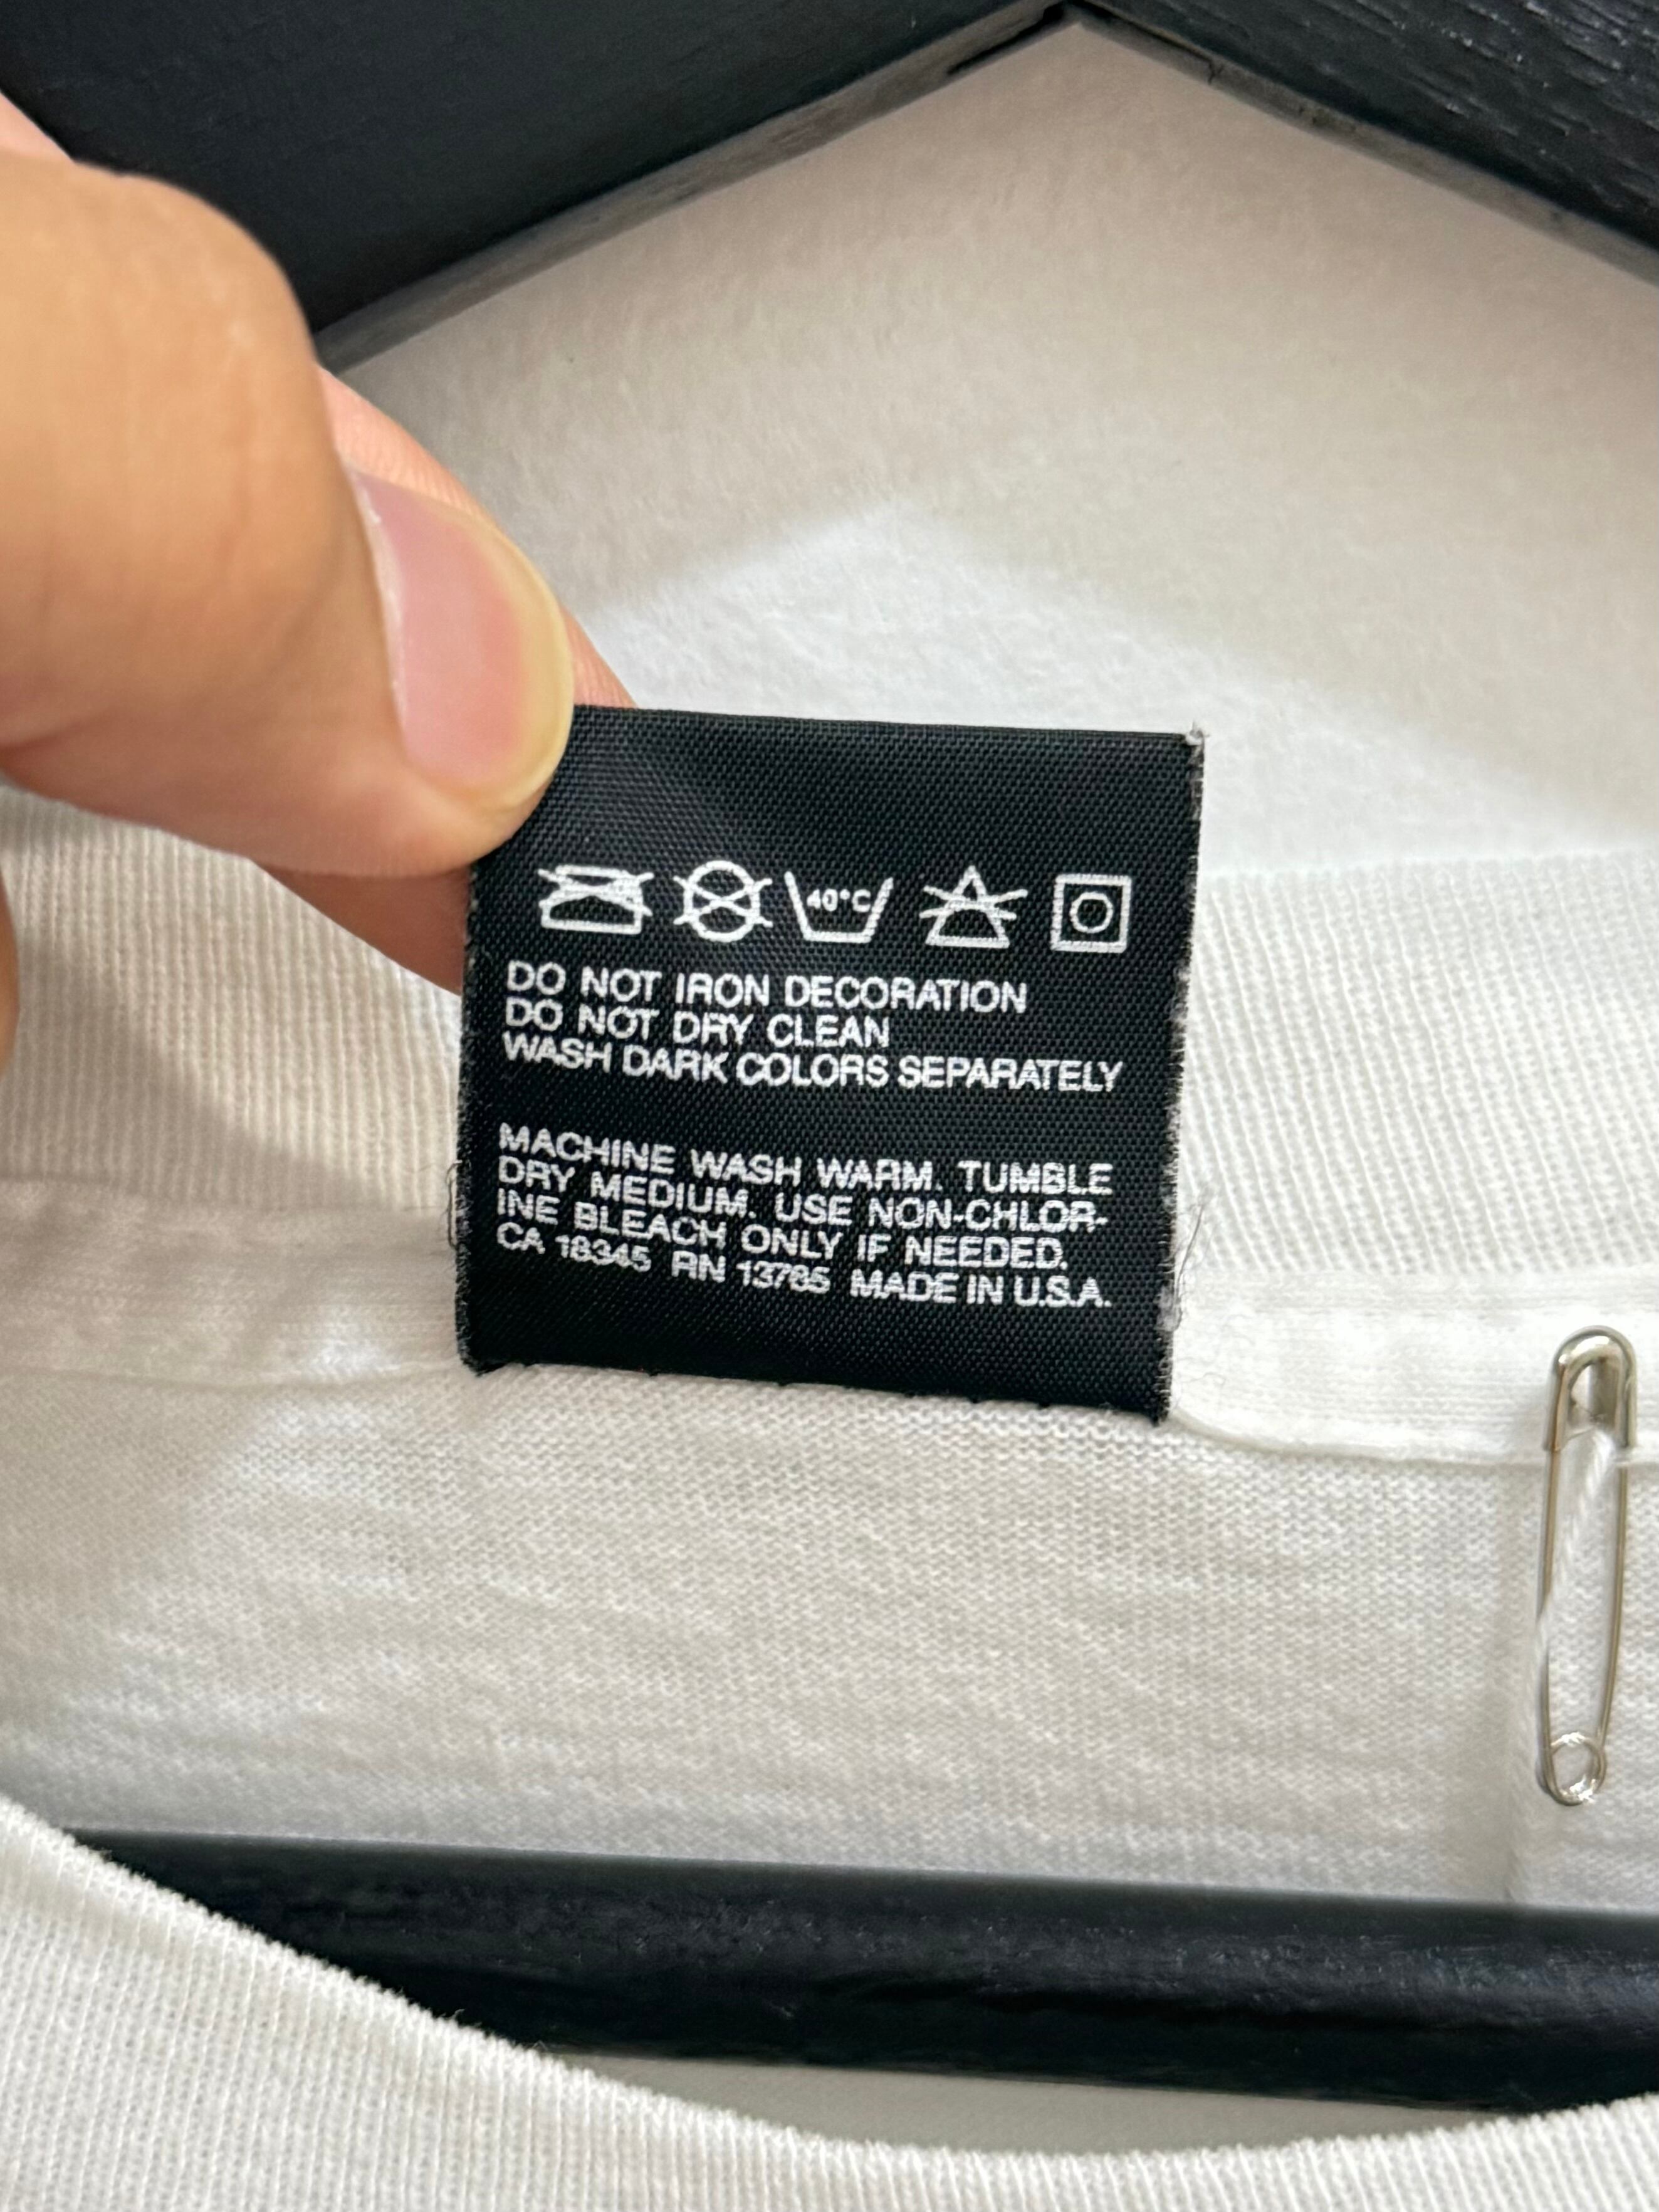 40°C
DO NOT IRON DECORATION
DO NOT DRY CLEAN
WASH DARK COLORS SEPARATELY
MACHINE WASH WARM. TUMBLE
DRY MEDIUM. USE NON-CHLOR-
INE BLEACH ONLY IF NEEDED.
CA 18345 RN 13765 MADE IN U.S.A.